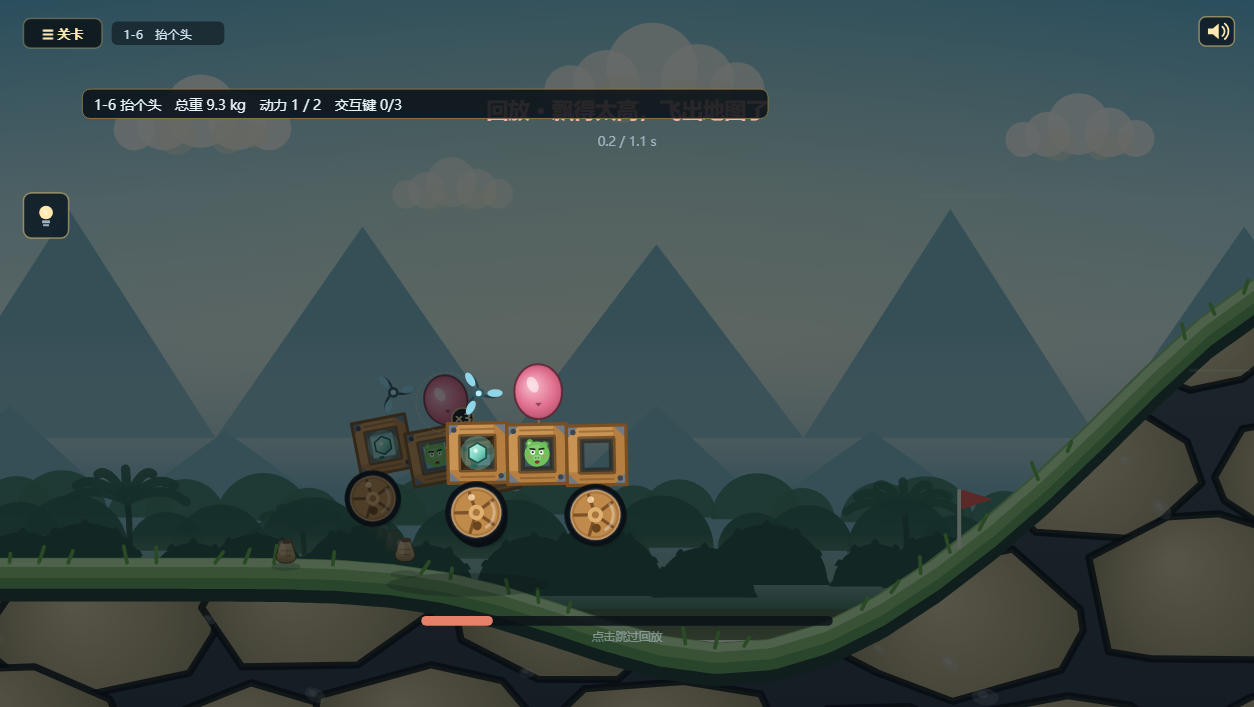 关卡
1-6 抬个头
1-6 抬个头 总重 9.3 kg 动力 1 / 2 交互键 0/3
回放 · 飘得太高，飞出地图了
0.2 / 1.1 s
点击跳过回放